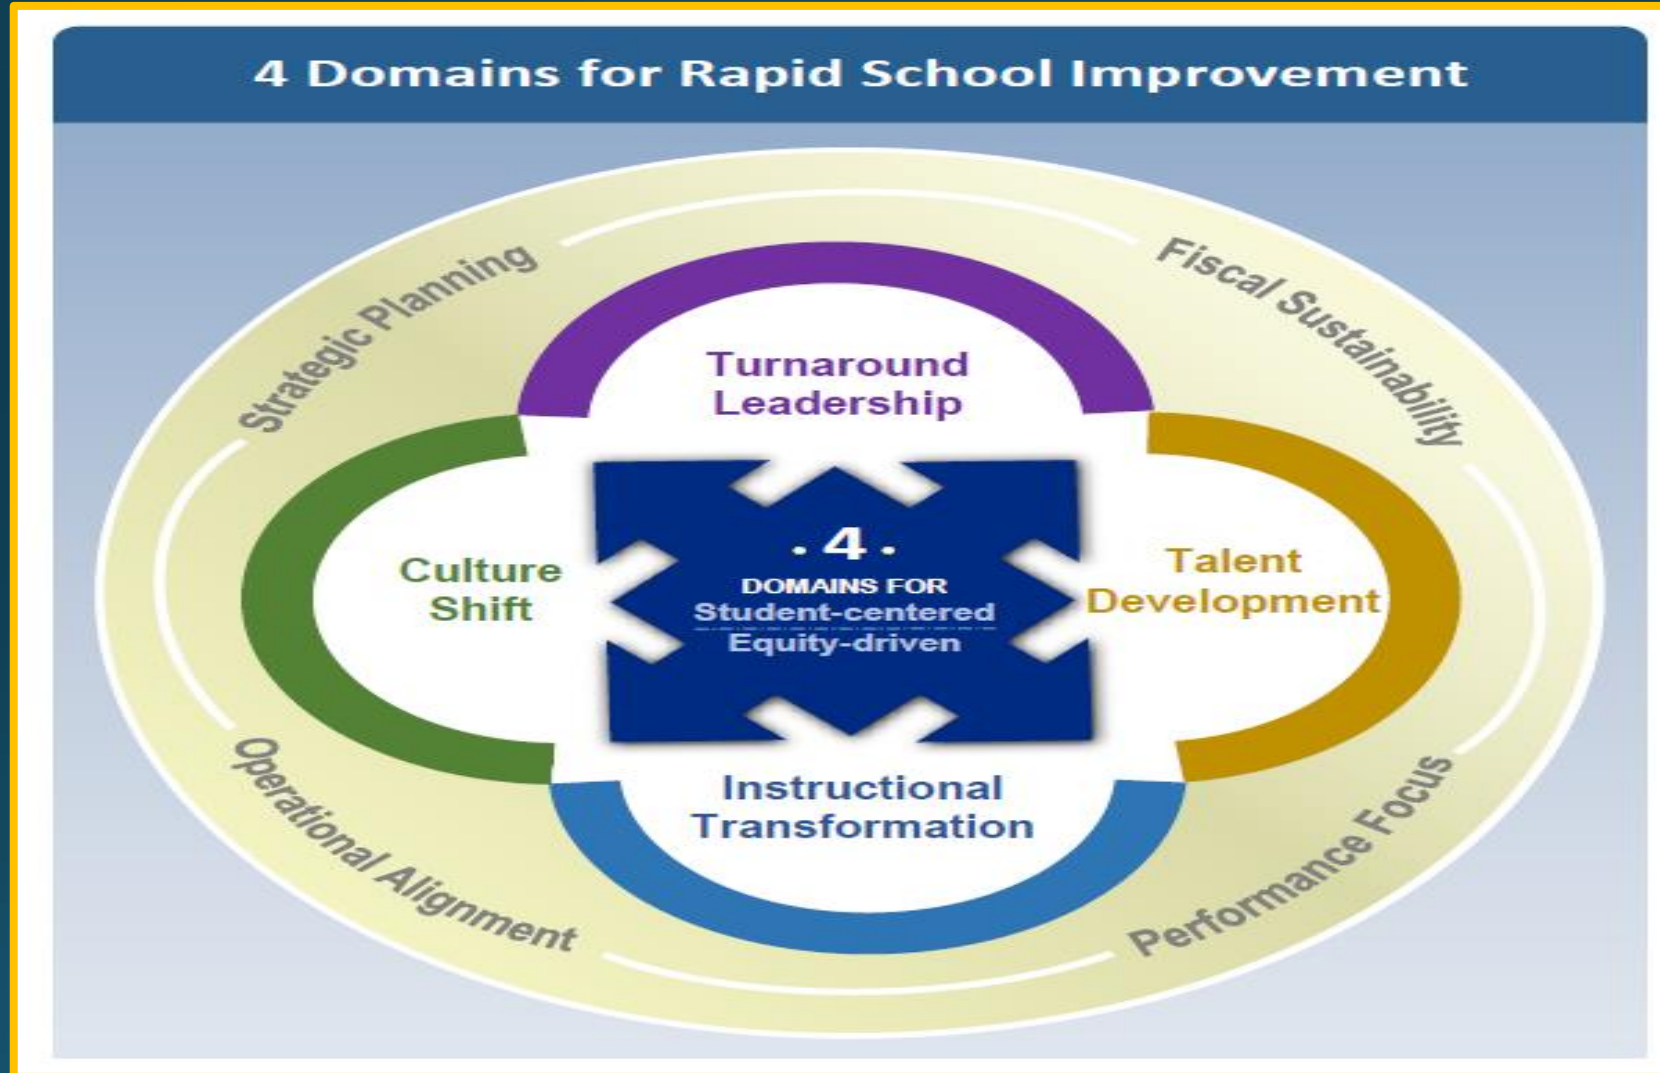 4 Domains for Rapid School Improvement
Strategic Planning
Fiscal Sustainability
Turnaround
Leadership
Culture
Shift
. 4 .
DOMAINS FOR
Student-centered
Equity-driven
Talent
Development
Instructional
Transformation
Operational Alignment
Performance Focus